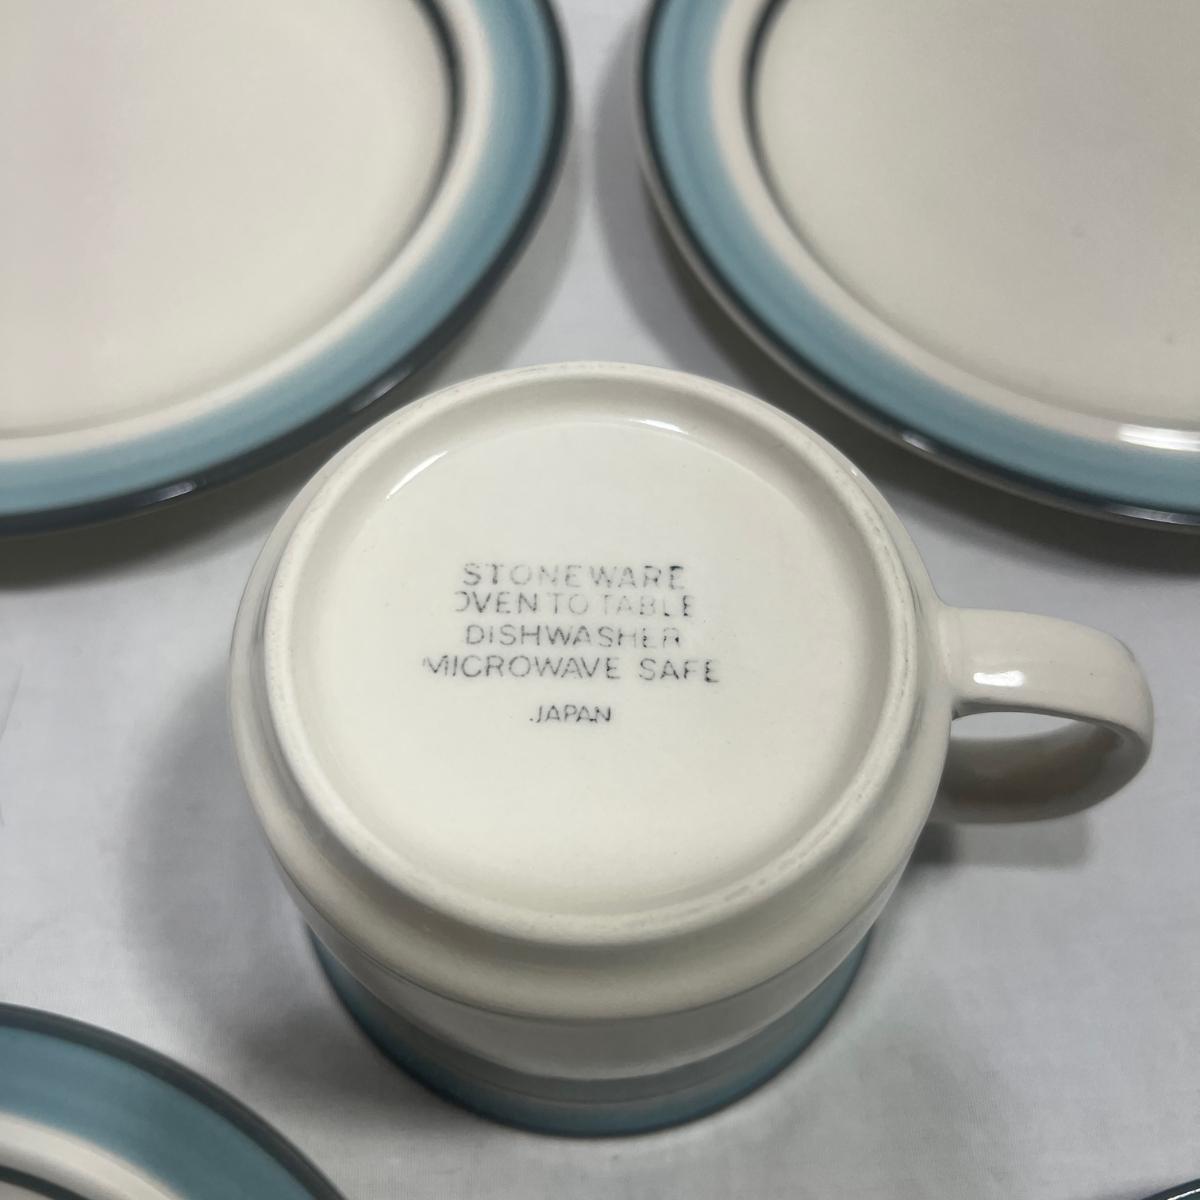 STONEWARE
OVEN TO TABLE
DISHWASHER
MICROWAVE SAFE
JAPAN